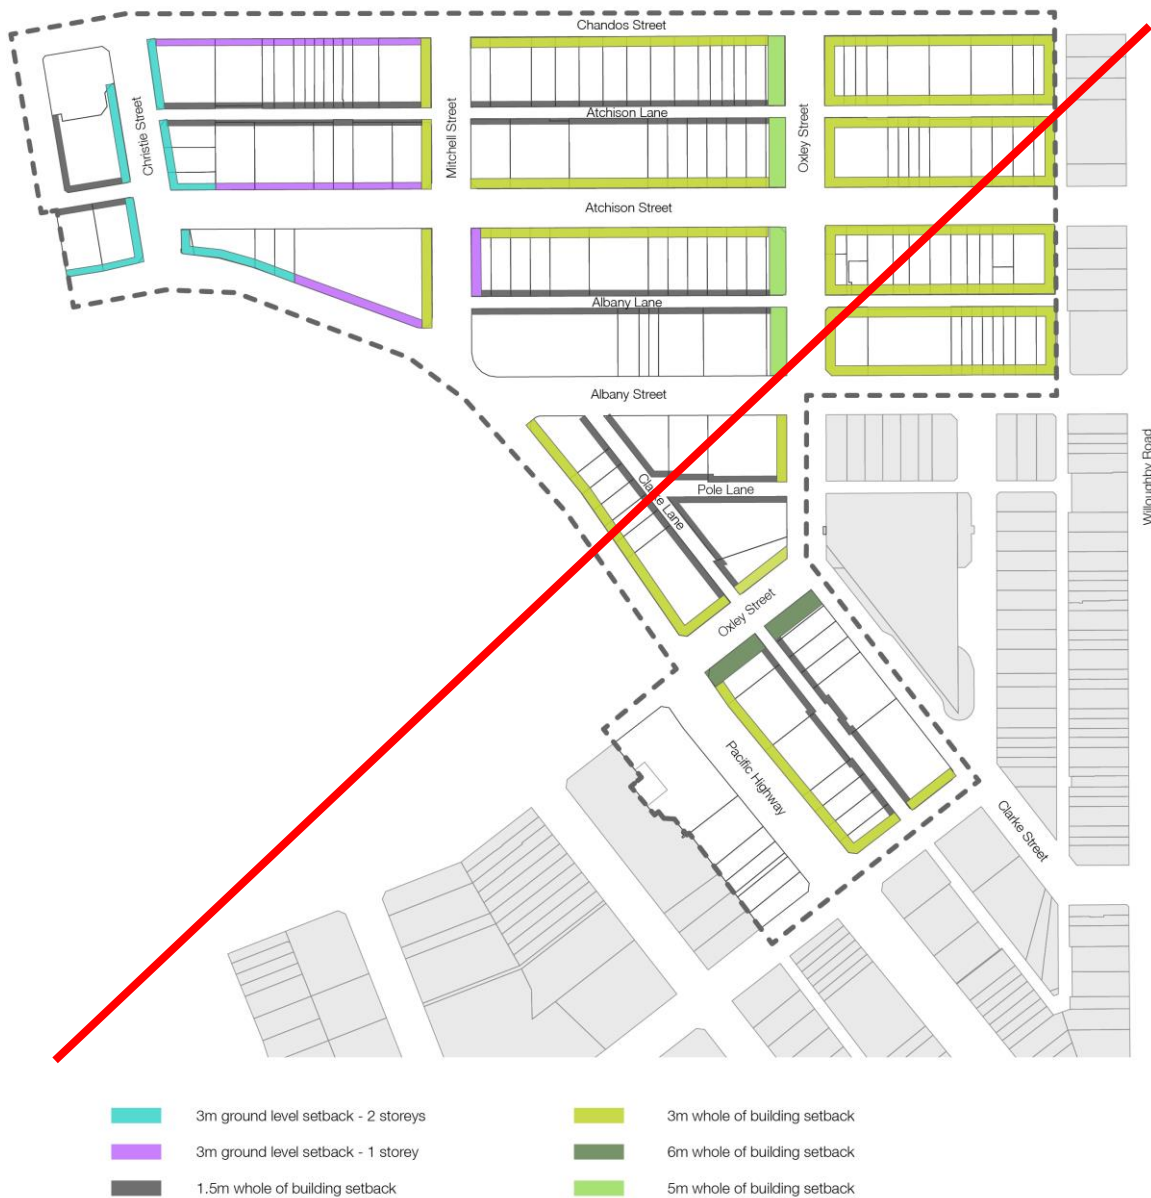 Chandos Street
Christie Street
Mitchell Street
Atchison Lane
Oxley Street
Atchison Street
Albany Lane
Albany Street
Willoughby Road
Clarke Lane
Pole Lane
Oxley Street
Pacific Highway
Clarke Street
3m ground level setback - 2 storeys
3m ground level setback - 1 storey
1.5m whole of building setback
3m whole of building setback
6m whole of building setback
5m whole of building setback